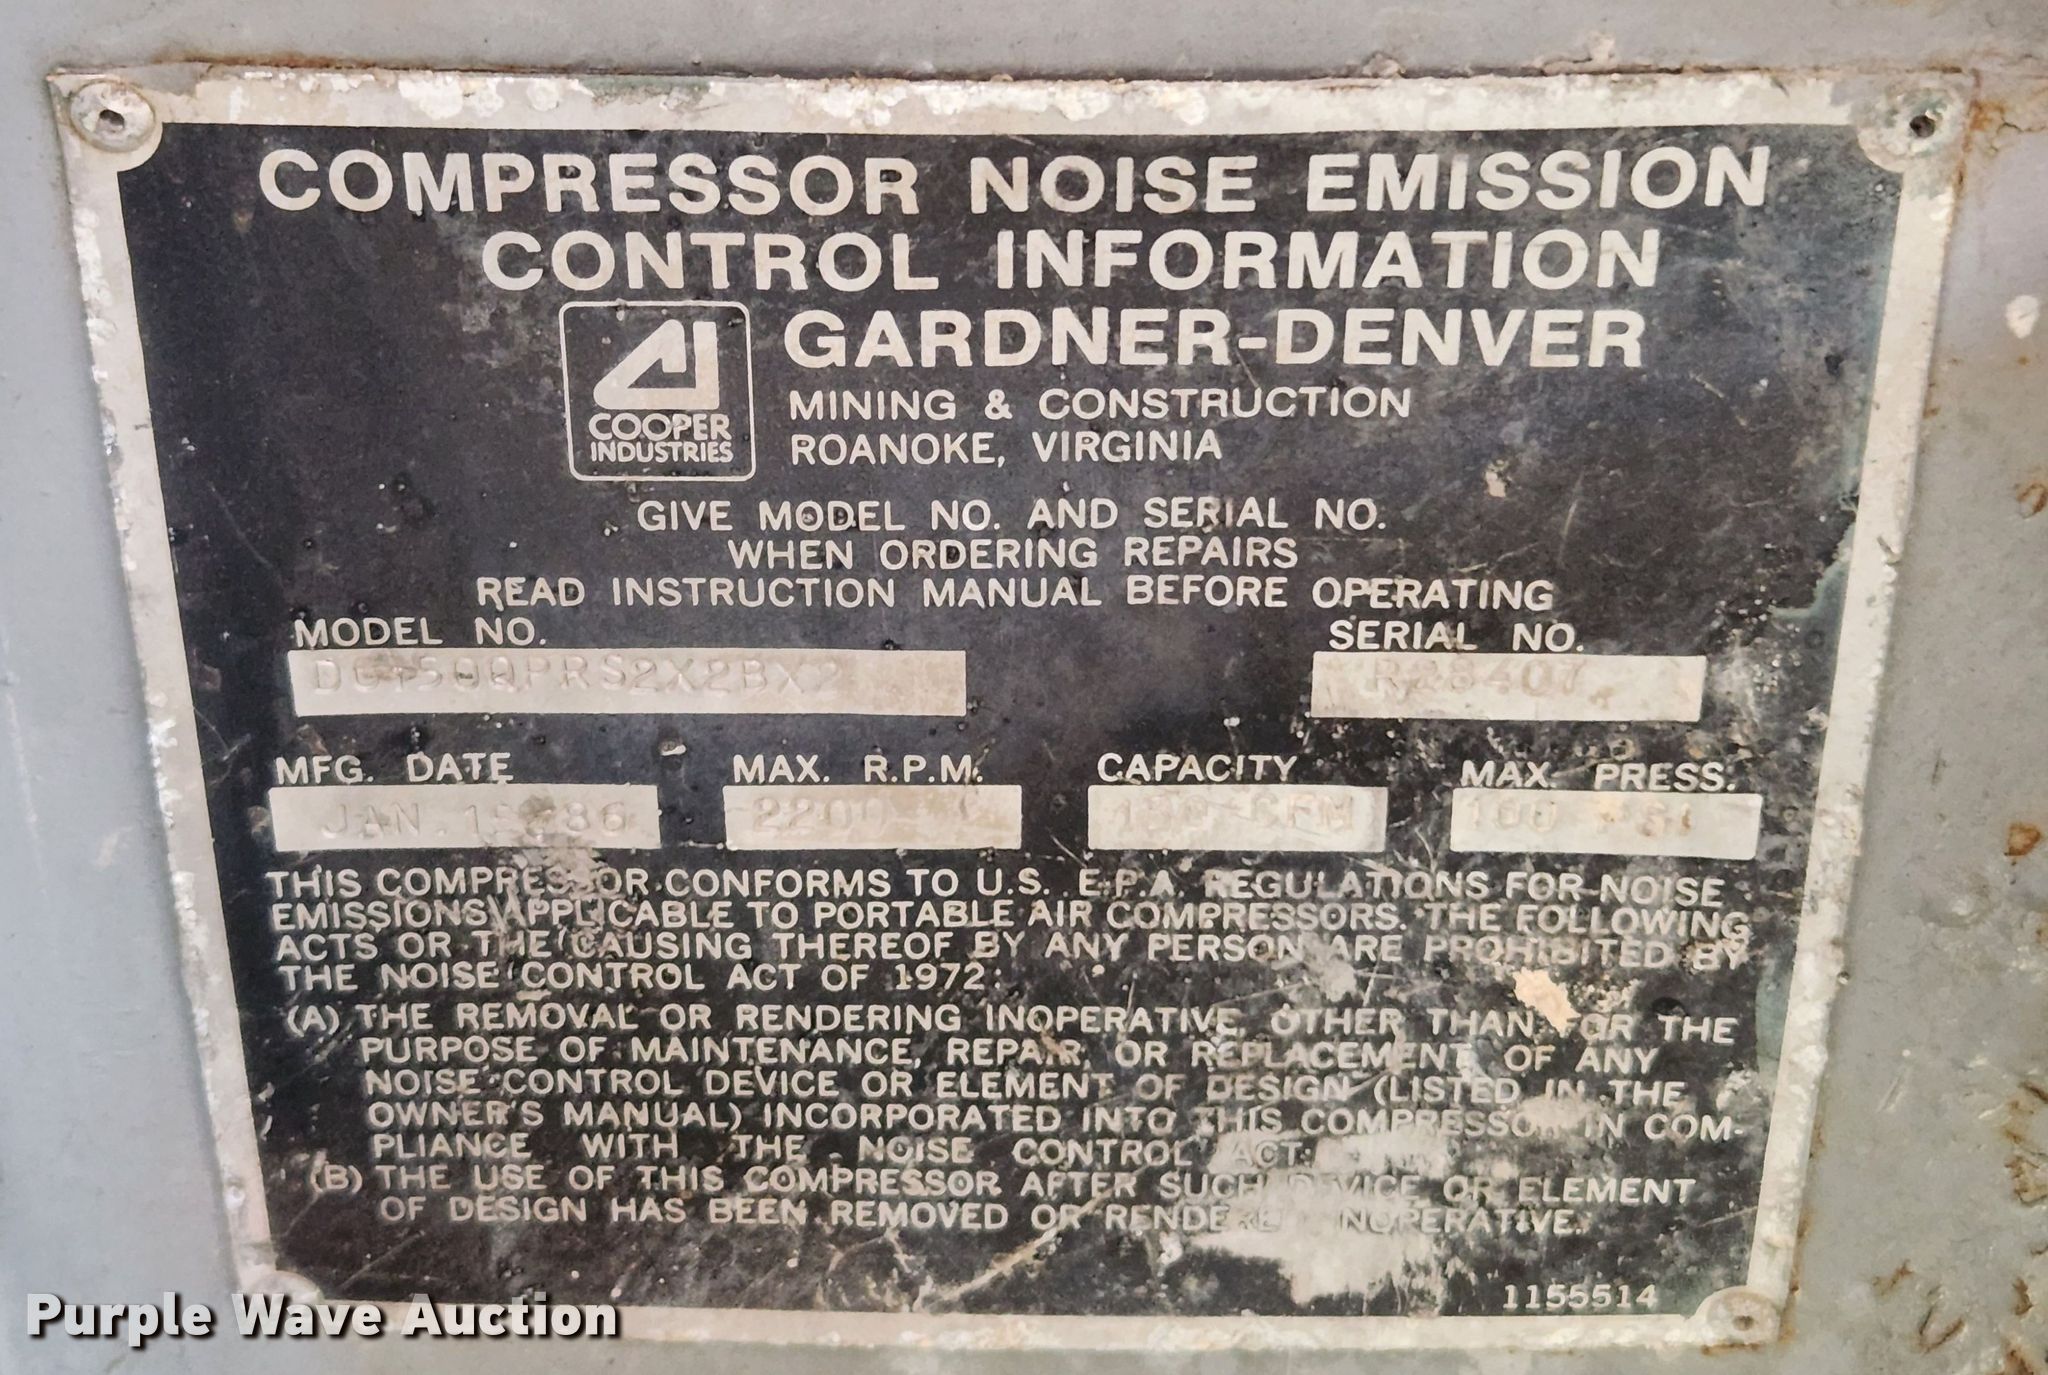 COMPRESSOR NOISE EMISSION
CONTROL INFORMATION
GARDNER-DENVER
MINING & CONSTRUCTION
ROANOKE, VIRGINIA
COOPER
INDUSTRIES
GIVE MODEL NO. AND SERIAL NO.
WHEN ORDERING REPAIRS
READ INSTRUCTION MANUAL BEFORE OPERATING
MODEL NO. SERIAL NO.
R28407
MFG. DATE MAX. R.P.M. CAPACITY MAX. PRESS.
JAN. 2200 CFM 100 PSI
THIS COMPRESSOR CONFORMS TO U.S. E.P.A. REGULATIONS FOR NOISE
EMISSIONS APPLICABLE TO PORTABLE AIR COMPRESSORS. THE FOLLOWING
ACTS OR THE CAUSING THEREOF BY ANY PERSON ARE PROHIBITED BY
THE NOISE CONTROL ACT OF 1972:
(A) THE REMOVAL OR RENDERING INOPERATIVE, OTHER THAN FOR THE
PURPOSE OF MAINTENANCE, REPAIR, OR REPLACEMENT, OF ANY
NOISE CONTROL DEVICE OR ELEMENT OF DESIGN (LISTED IN THE
OWNER'S MANUAL) INCORPORATED INTO THIS COMPRESSOR IN COM-
PLIANCE WITH THE NOISE CONTROL ACT;
(B) THE USE OF THIS COMPRESSOR AFTER SUCH DEVICE OR ELEMENT
OF DESIGN HAS BEEN REMOVED OR RENDERED INOPERATIVE.
1155514
Purple Wave Auction